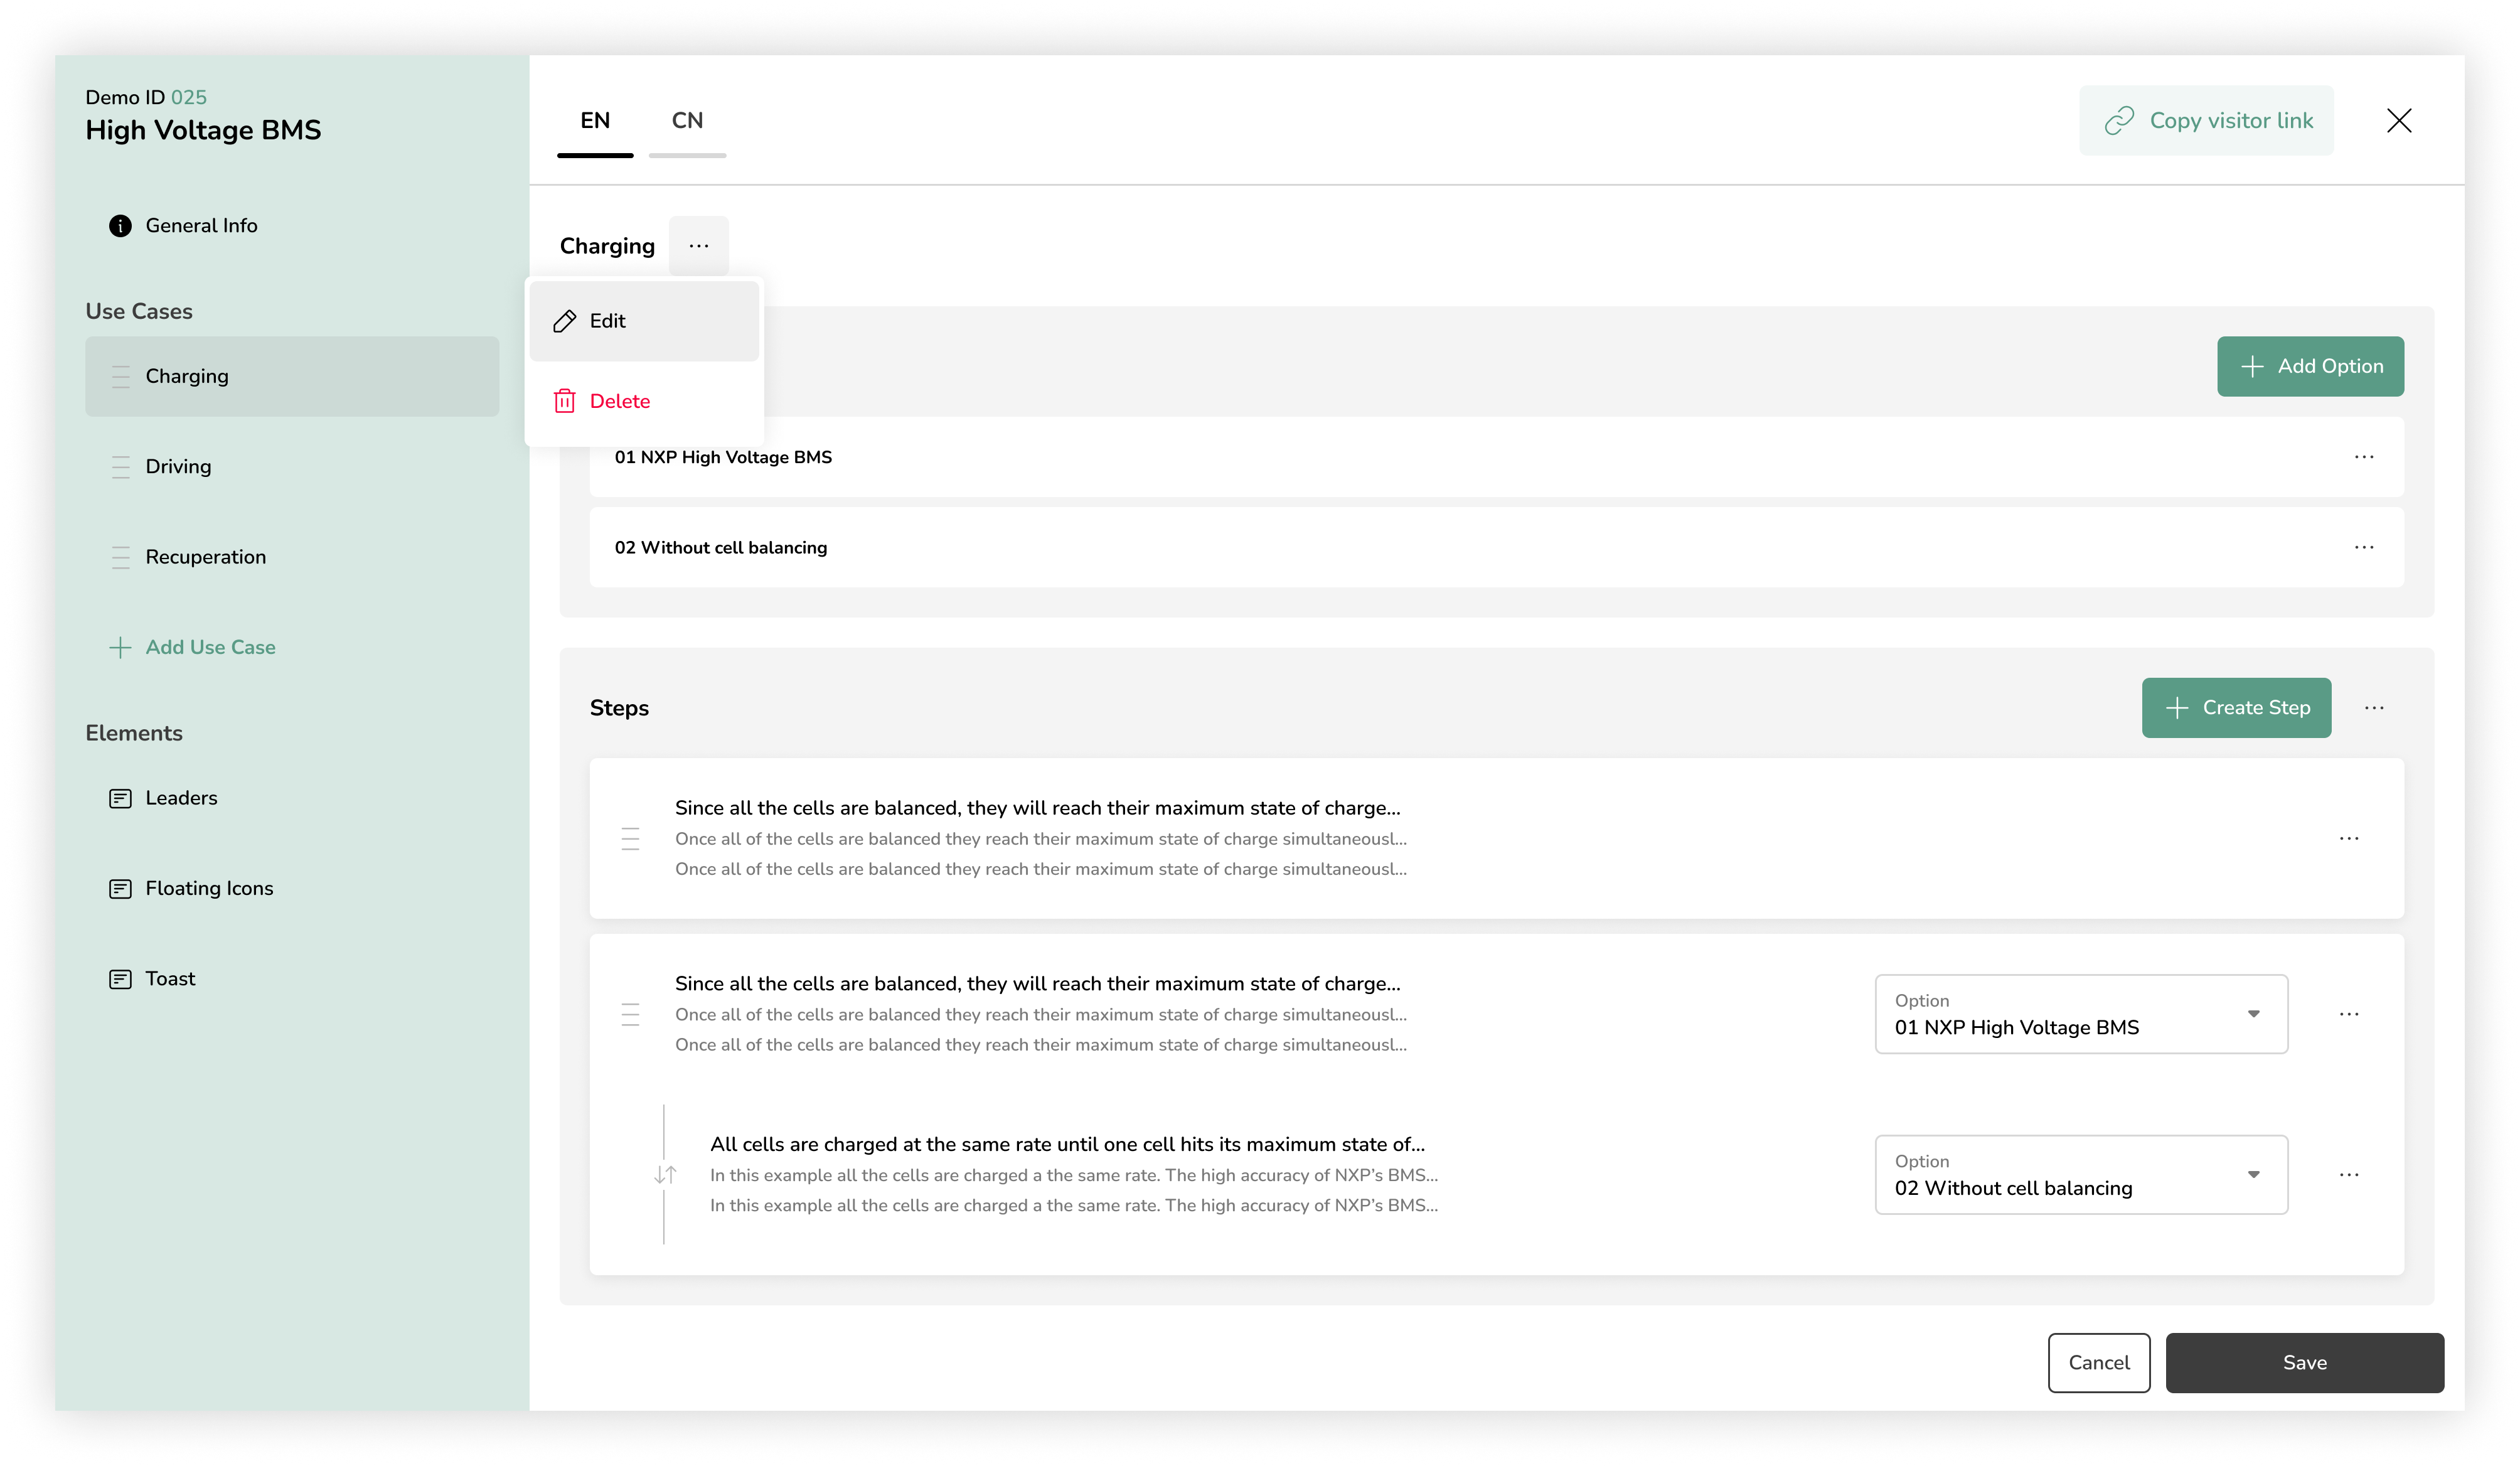 Demo ID 025
High Voltage BMS
General Info
Use Cases
Charging
Driving
Recuperation
Add Use Case
Elements
Leaders
Floating Icons
Toast
EN
CN
Copy visitor link
Charging
Edit
Delete
Add Option
01 NXP High Voltage BMS
02 Without cell balancing
Steps
Create Step
Since all the cells are balanced, they will reach their maximum state of charge...
Once all of the cells are balanced they reach their maximum state of charge simultaneousl...
Once all of the cells are balanced they reach their maximum state of charge simultaneousl...
Since all the cells are balanced, they will reach their maximum state of charge...
Once all of the cells are balanced they reach their maximum state of charge simultaneousl...
Once all of the cells are balanced they reach their maximum state of charge simultaneousl...
Option
01 NXP High Voltage BMS
All cells are charged at the same rate until one cell hits its maximum state of...
In this example all the cells are charged a the same rate. The high accuracy of NXP’s BMS...
In this example all the cells are charged a the same rate. The high accuracy of NXP’s BMS...
Option
02 Without cell balancing
Cancel
Save